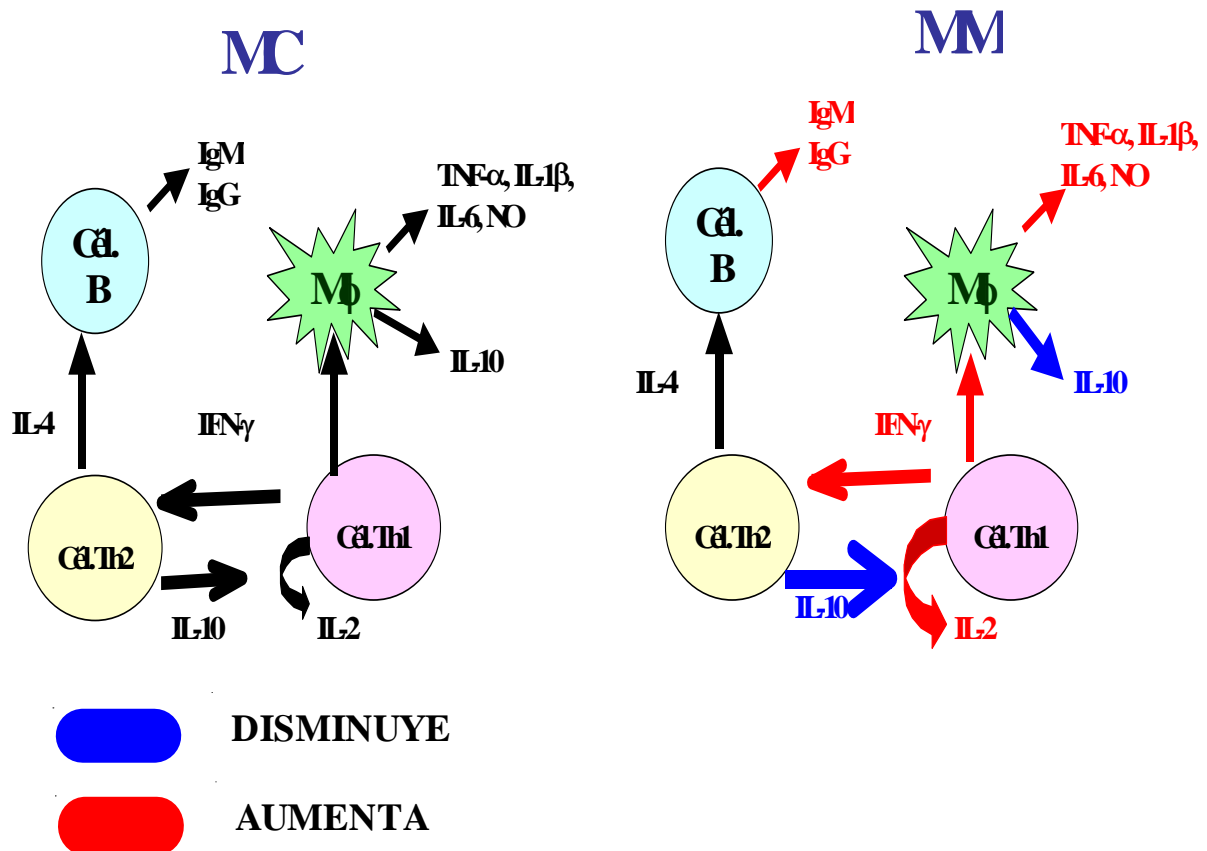 MC
IgM
IgG
TNF-α, IL-1β,
IL-6, NO
Cél.
B
Mφ
IL-10
IL-4
IFN-γ
Cél. Th2
Cél. Th1
IL-10
IL-2
MM
IgM
IgG
TNF-α, IL-1β,
IL-6, NO
Cél.
B
Mφ
IL-10
IL-4
IFN-γ
Cél. Th2
Cél. Th1
IL-10
IL-2
DISMINUYE
AUMENTA